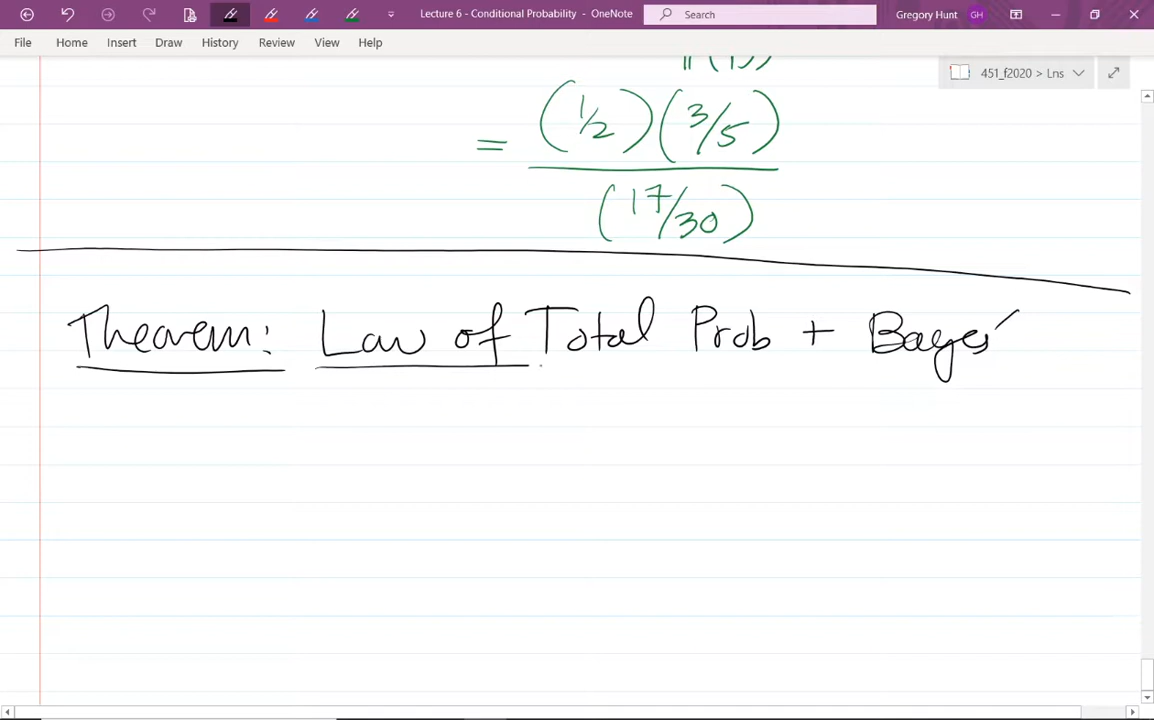 Lecture 6 - Conditional Probability - OneNote
Search
Gregory Hunt GH
File Home Insert Draw History Review View Help
451_f2020 > Lns
= (1/2) (3/5)
(17/30)
Theorem: Law of Total Prob + Bayes'